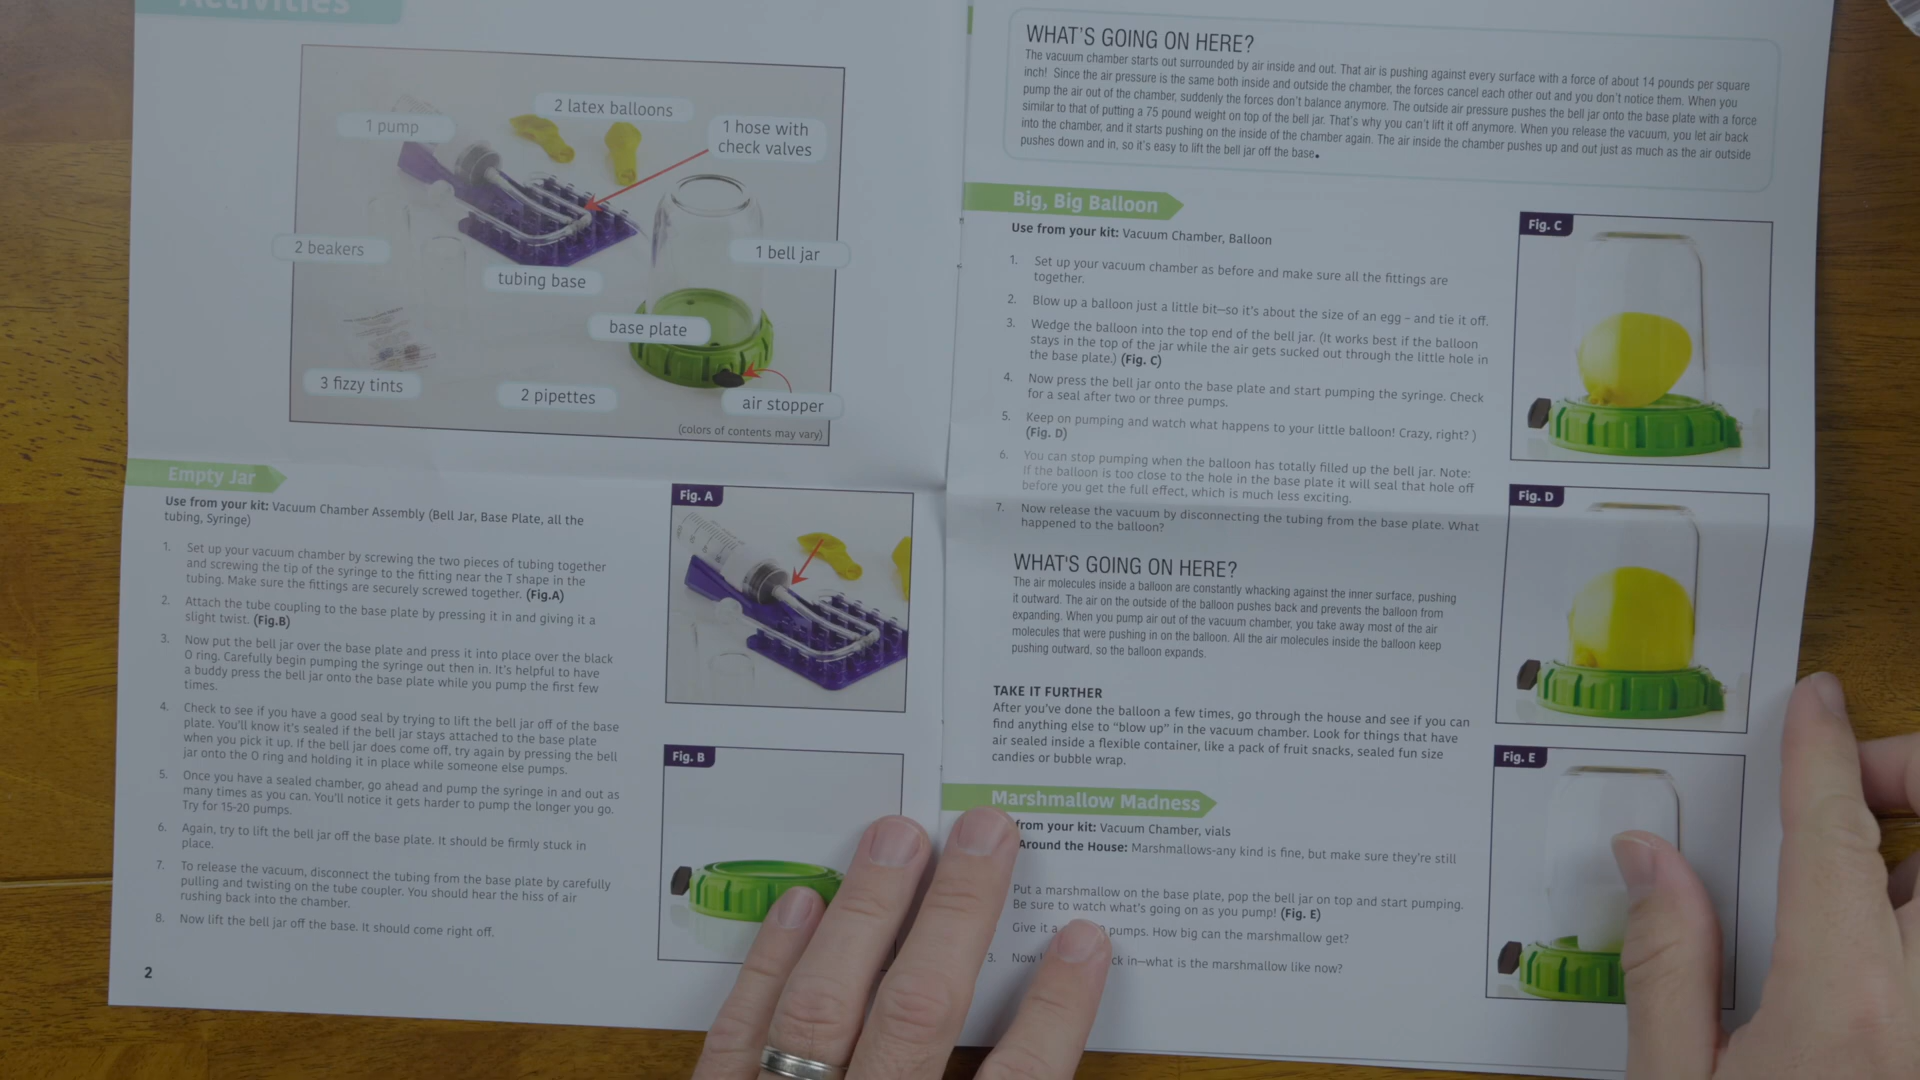 Activities
1 pump
2 latex balloons
1 hose with
check valves
2 beakers
tubing base
1 bell jar
base plate
3 fizzy tints
2 pipettes
air stopper
(colors of contents may vary)
Empty Jar
Use from your kit: Vacuum Chamber Assembly (Bell Jar, Base Plate, all the
tubing, Syringe)
1. Set up your vacuum chamber by screwing the two pieces of tubing together
and screwing the tip of the syringe to the fitting near the T shape in the
tubing. Make sure the fittings are securely screwed together. (Fig.A)
2. Attach the tube coupling to the base plate by pressing it in and giving it a
slight twist. (Fig.B)
3. Now put the bell jar over the base plate and press it into place over the black
O ring. Carefully begin pumping the syringe out then in. It's helpful to have
a buddy press the bell jar onto the base plate while you pump the first few
times.
4. Check to see if you have a good seal by trying to lift the bell jar off of the base
plate. You'll know it's sealed if the bell jar stays attached to the base plate
when you pick it up. If the bell jar does come off, try again by pressing the bell
jar onto the O ring and holding it in place while someone else pumps.
5. Once you have a sealed chamber, go ahead and pump the syringe in and out as
many times as you can. You'll notice it gets harder to pump the longer you go.
Try for 15-20 pumps.
6. Again, try to lift the bell jar off the base plate. It should be firmly stuck in
place.
7. To release the vacuum, disconnect the tubing from the base plate by carefully
pulling and twisting on the tube coupler. You should hear the hiss of air
rushing back into the chamber.
8. Now lift the bell jar off the base. It should come right off.
Fig. A
Fig. B
2
WHAT'S GOING ON HERE?
The vacuum chamber starts out surrounded by air inside and out. That air is pushing against every surface with a force of about 14 pounds per square
inch! Since the air pressure is the same both inside and outside the chamber, the forces cancel each other out and you don't notice them. When you
pump the air out of the chamber, suddenly the forces don't balance anymore. The outside air pressure pushes the bell jar onto the base plate with a force
similar to that of putting a 75 pound weight on top of the bell jar. That's why you can't lift it off anymore. When you release the vacuum, you let air back
into the chamber, and it starts pushing on the inside of the chamber again. The air inside the chamber pushes up and out just as much as the air outside
pushes down and in, so it's easy to lift the bell jar off the base.
Big, Big Balloon
Use from your kit: Vacuum Chamber, Balloon
1. Set up your vacuum chamber as before and make sure all the fittings are
together.
2. Blow up a balloon just a little bit—so it's about the size of an egg – and tie it off.
3. Wedge the balloon into the top end of the bell jar. (It works best if the balloon
stays in the top of the jar while the air gets sucked out through the little hole in
the base plate.) (Fig. C)
4. Now press the bell jar onto the base plate and start pumping the syringe. Check
for a seal after two or three pumps.
5. Keep on pumping and watch what happens to your little balloon! Crazy, right? )
(Fig. D)
6. You can stop pumping when the balloon has totally filled up the bell jar. Note:
If the balloon is too close to the hole in the base plate it will seal that hole off
before you get the full effect, which is much less exciting.
7. Now release the vacuum by disconnecting the tubing from the base plate. What
happened to the balloon?
WHAT'S GOING ON HERE?
The air molecules inside a balloon are constantly whacking against the inner surface, pushing
it outward. The air on the outside of the balloon pushes back and prevents the balloon from
expanding. When you pump air out of the vacuum chamber, you take away most of the air
molecules that were pushing in on the balloon. All the air molecules inside the balloon keep
pushing outward, so the balloon expands.
TAKE IT FURTHER
After you've done the balloon a few times, go through the house and see if you can
find anything else to "blow up" in the vacuum chamber. Look for things that have
air sealed inside a flexible container, like a pack of fruit snacks, sealed fun size
candies or bubble wrap.
Marshmallow Madness
from your kit: Vacuum Chamber, vials
Around the House: Marshmallows-any kind is fine, but make sure they're still
Put a marshmallow on the base plate, pop the bell jar on top and start pumping.
Be sure to watch what's going on as you pump! (Fig. E)
Give it a pumps. How big can the marshmallow get?
3. Now in—what is the marshmallow like now?
Fig. C
Fig. D
Fig. E